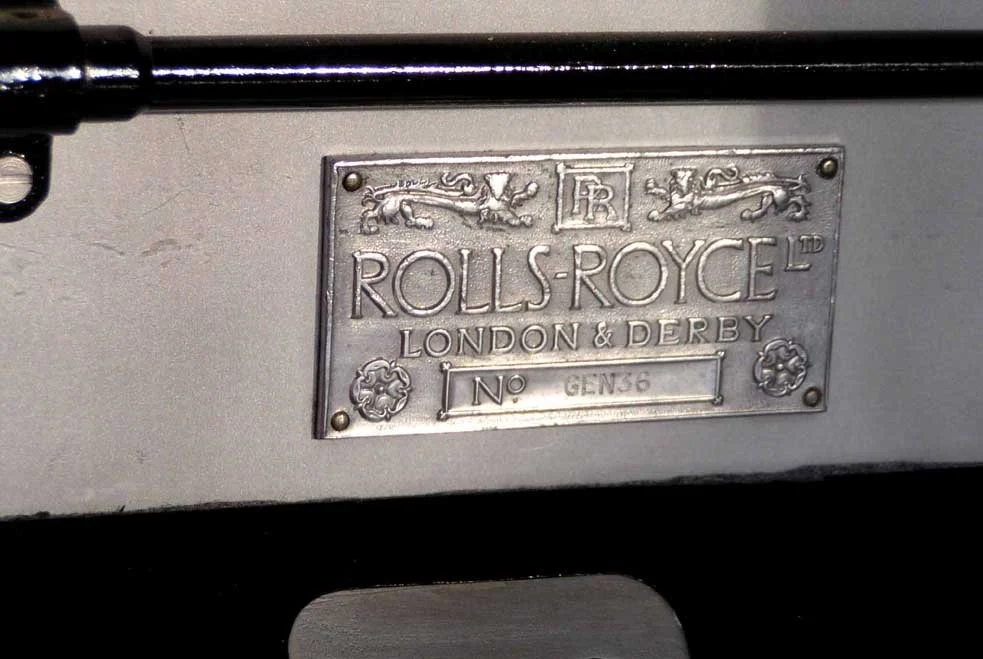 RR
ROLLS-ROYCE LTD
LONDON & DERBY
No GEN36